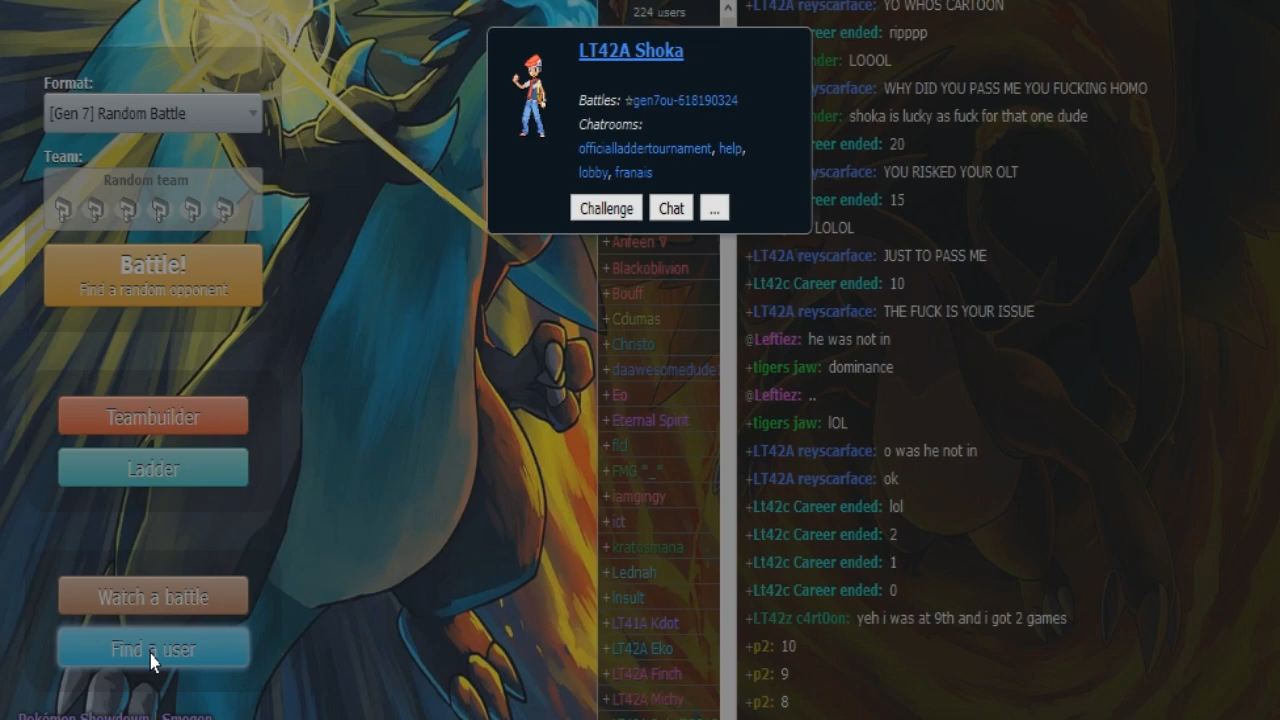 Format:
[Gen 7] Random Battle
Team:
Random team
Battle!
Find a random opponent
Teambuilder
Ladder
Watch a battle
Find a user
Pokémon Showdown Smogon
LT42A Shoka
Battles: ☆gen7ou-618190324
Chatrooms:
officialladdertournament, help,
lobby, franais
Challenge Chat ...
224 users
+Anfeen ∇
+Blackoblivion
+Bouff
+Cdumas
+Christo
+daawesomedude
+Eo
+Eternal Spirit
+fld
+FMG "_"
+iamgingy
+ict
+kratosmana
+Lednah
+Insult
+LT41A Kdot
+LT42A Eko
+LT42A Finch
+LT42A Michy
+LT42A reyscarface: YO WHOS CARTOON
reer ended: ripppp
nder: LOOOL
yscarface: WHY DID YOU PASS ME YOU FUCKING HOMO
nder: shoka is lucky as fuck for that one dude
reer ended: 20
yscarface: YOU RISKED YOUR OLT
reer ended: 15
LOLOL
+LT42A reyscarface: JUST TO PASS ME
+Lt42c Career ended: 10
+LT42A reyscarface: THE FUCK IS YOUR ISSUE
@Leftiez: he was not in
+tigers jaw: dominance
@Leftiez: ..
+tigers jaw: lOL
+LT42A reyscarface: o was he not in
+LT42A reyscarface: ok
+Lt42c Career ended: lol
+Lt42c Career ended: 2
+Lt42c Career ended: 1
+Lt42c Career ended: 0
+LT42z c4rt0on: yeh i was at 9th and i got 2 games
+p2: 10
+p2: 9
+p2: 8